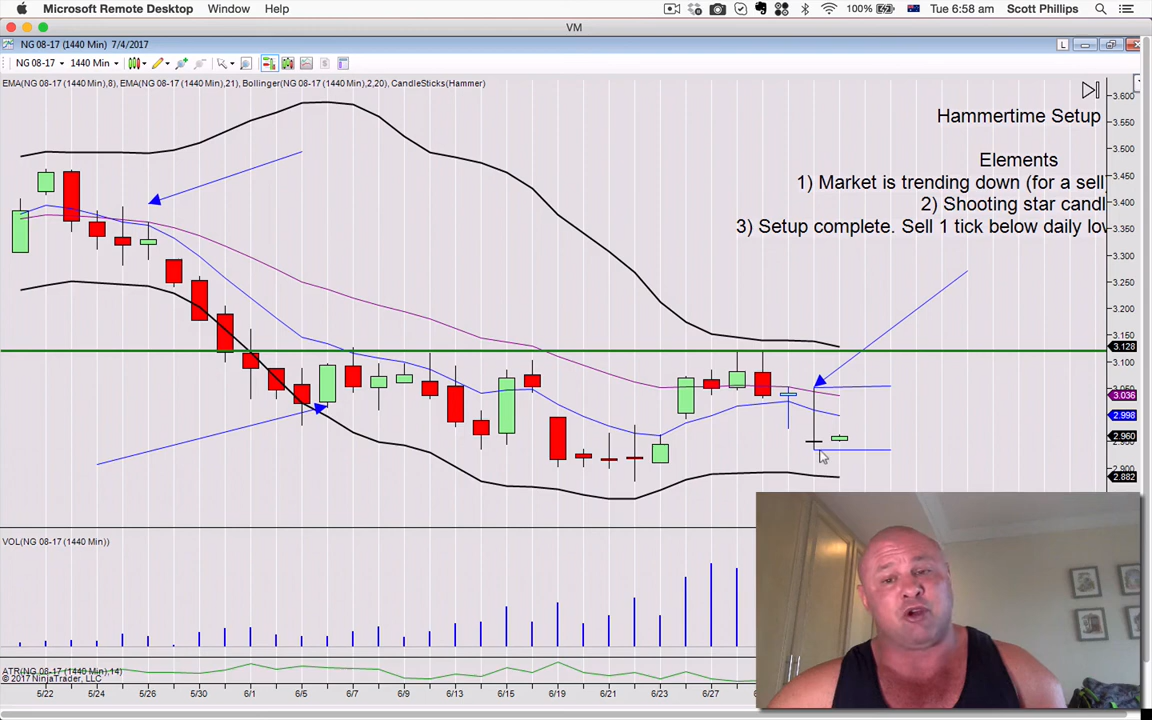 Microsoft Remote Desktop Window Help 100% Tue 6:58 am Scott Phillips
VM
NG 08-17 (1440 Min) 7/4/2017
L
NG 08-17 1440 Min
EMA(NG 08-17 (1440 Min),8), EMA(NG 08-17 (1440 Min),21), Bollinger(NG 08-17 (1440 Min),2,20), CandleSticks(Hammer)
Hammertime Setup
Elements
1) Market is trending down (for a sell
2) Shooting star candl
3) Setup complete. Sell 1 tick below daily lo
3.600
3.550
3.500
3.450
3.400
3.350
3.300
3.250
3.200
3.150
3.128
3.100
3.050
3.036
2.998
2.960
2.900
2.882
VOL(NG 08-17 (1440 Min))
ATR(NG 08-17 (1440 Min),14)
© 2017 NinjaTrader, LLC
5/22 5/24 5/26 5/30 6/1 6/5 6/7 6/9 6/13 6/15 6/19 6/21 6/23 6/27